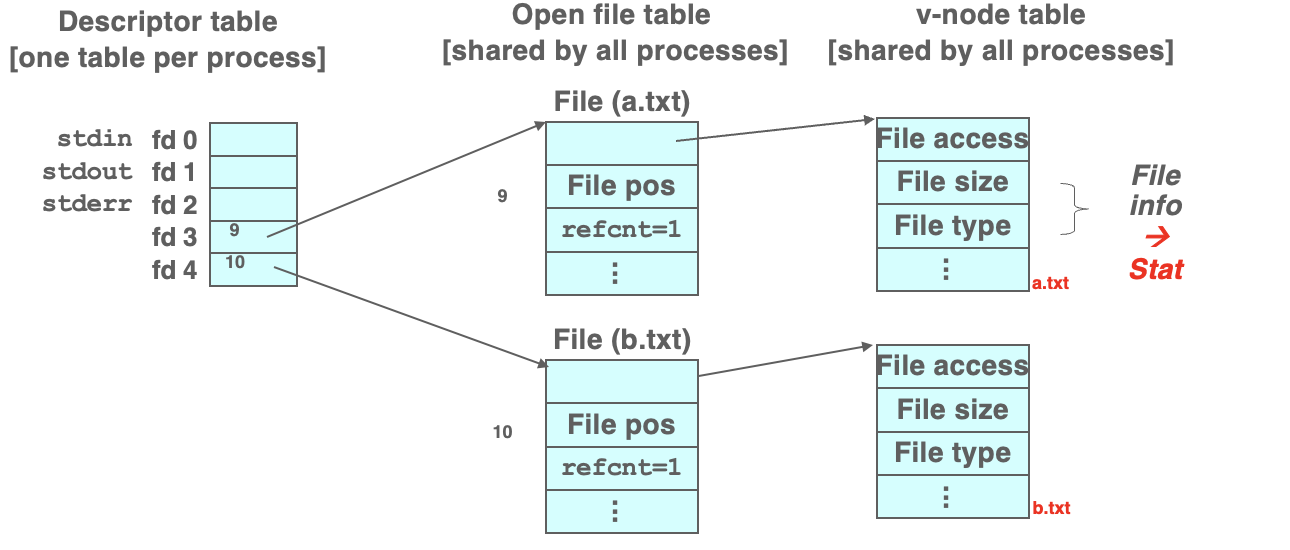 Descriptor table
[one table per process]
Open file table
[shared by all processes]
v-node table
[shared by all processes]
stdin fd 0
stdout fd 1
stderr fd 2
fd 3 9
fd 4 10
File (a.txt)
9
File pos
refcnt=1
⋮
File access
File size
File type
⋮
a.txt
File
info
→
Stat
File (b.txt)
10
File pos
refcnt=1
⋮
File access
File size
File type
⋮
b.txt